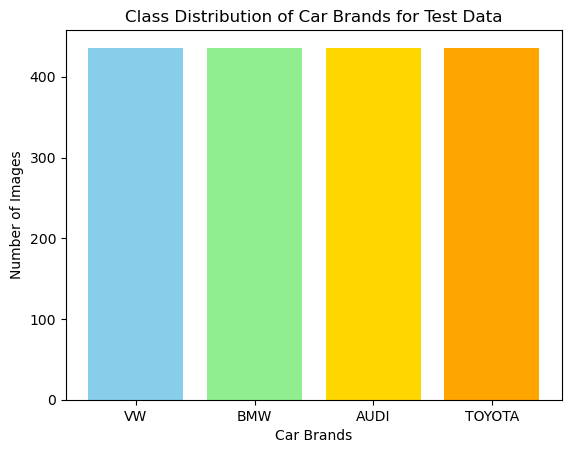 Class Distribution of Car Brands for Test Data
Number of Images
400
300
200
100
0
VW BMW AUDI TOYOTA
Car Brands